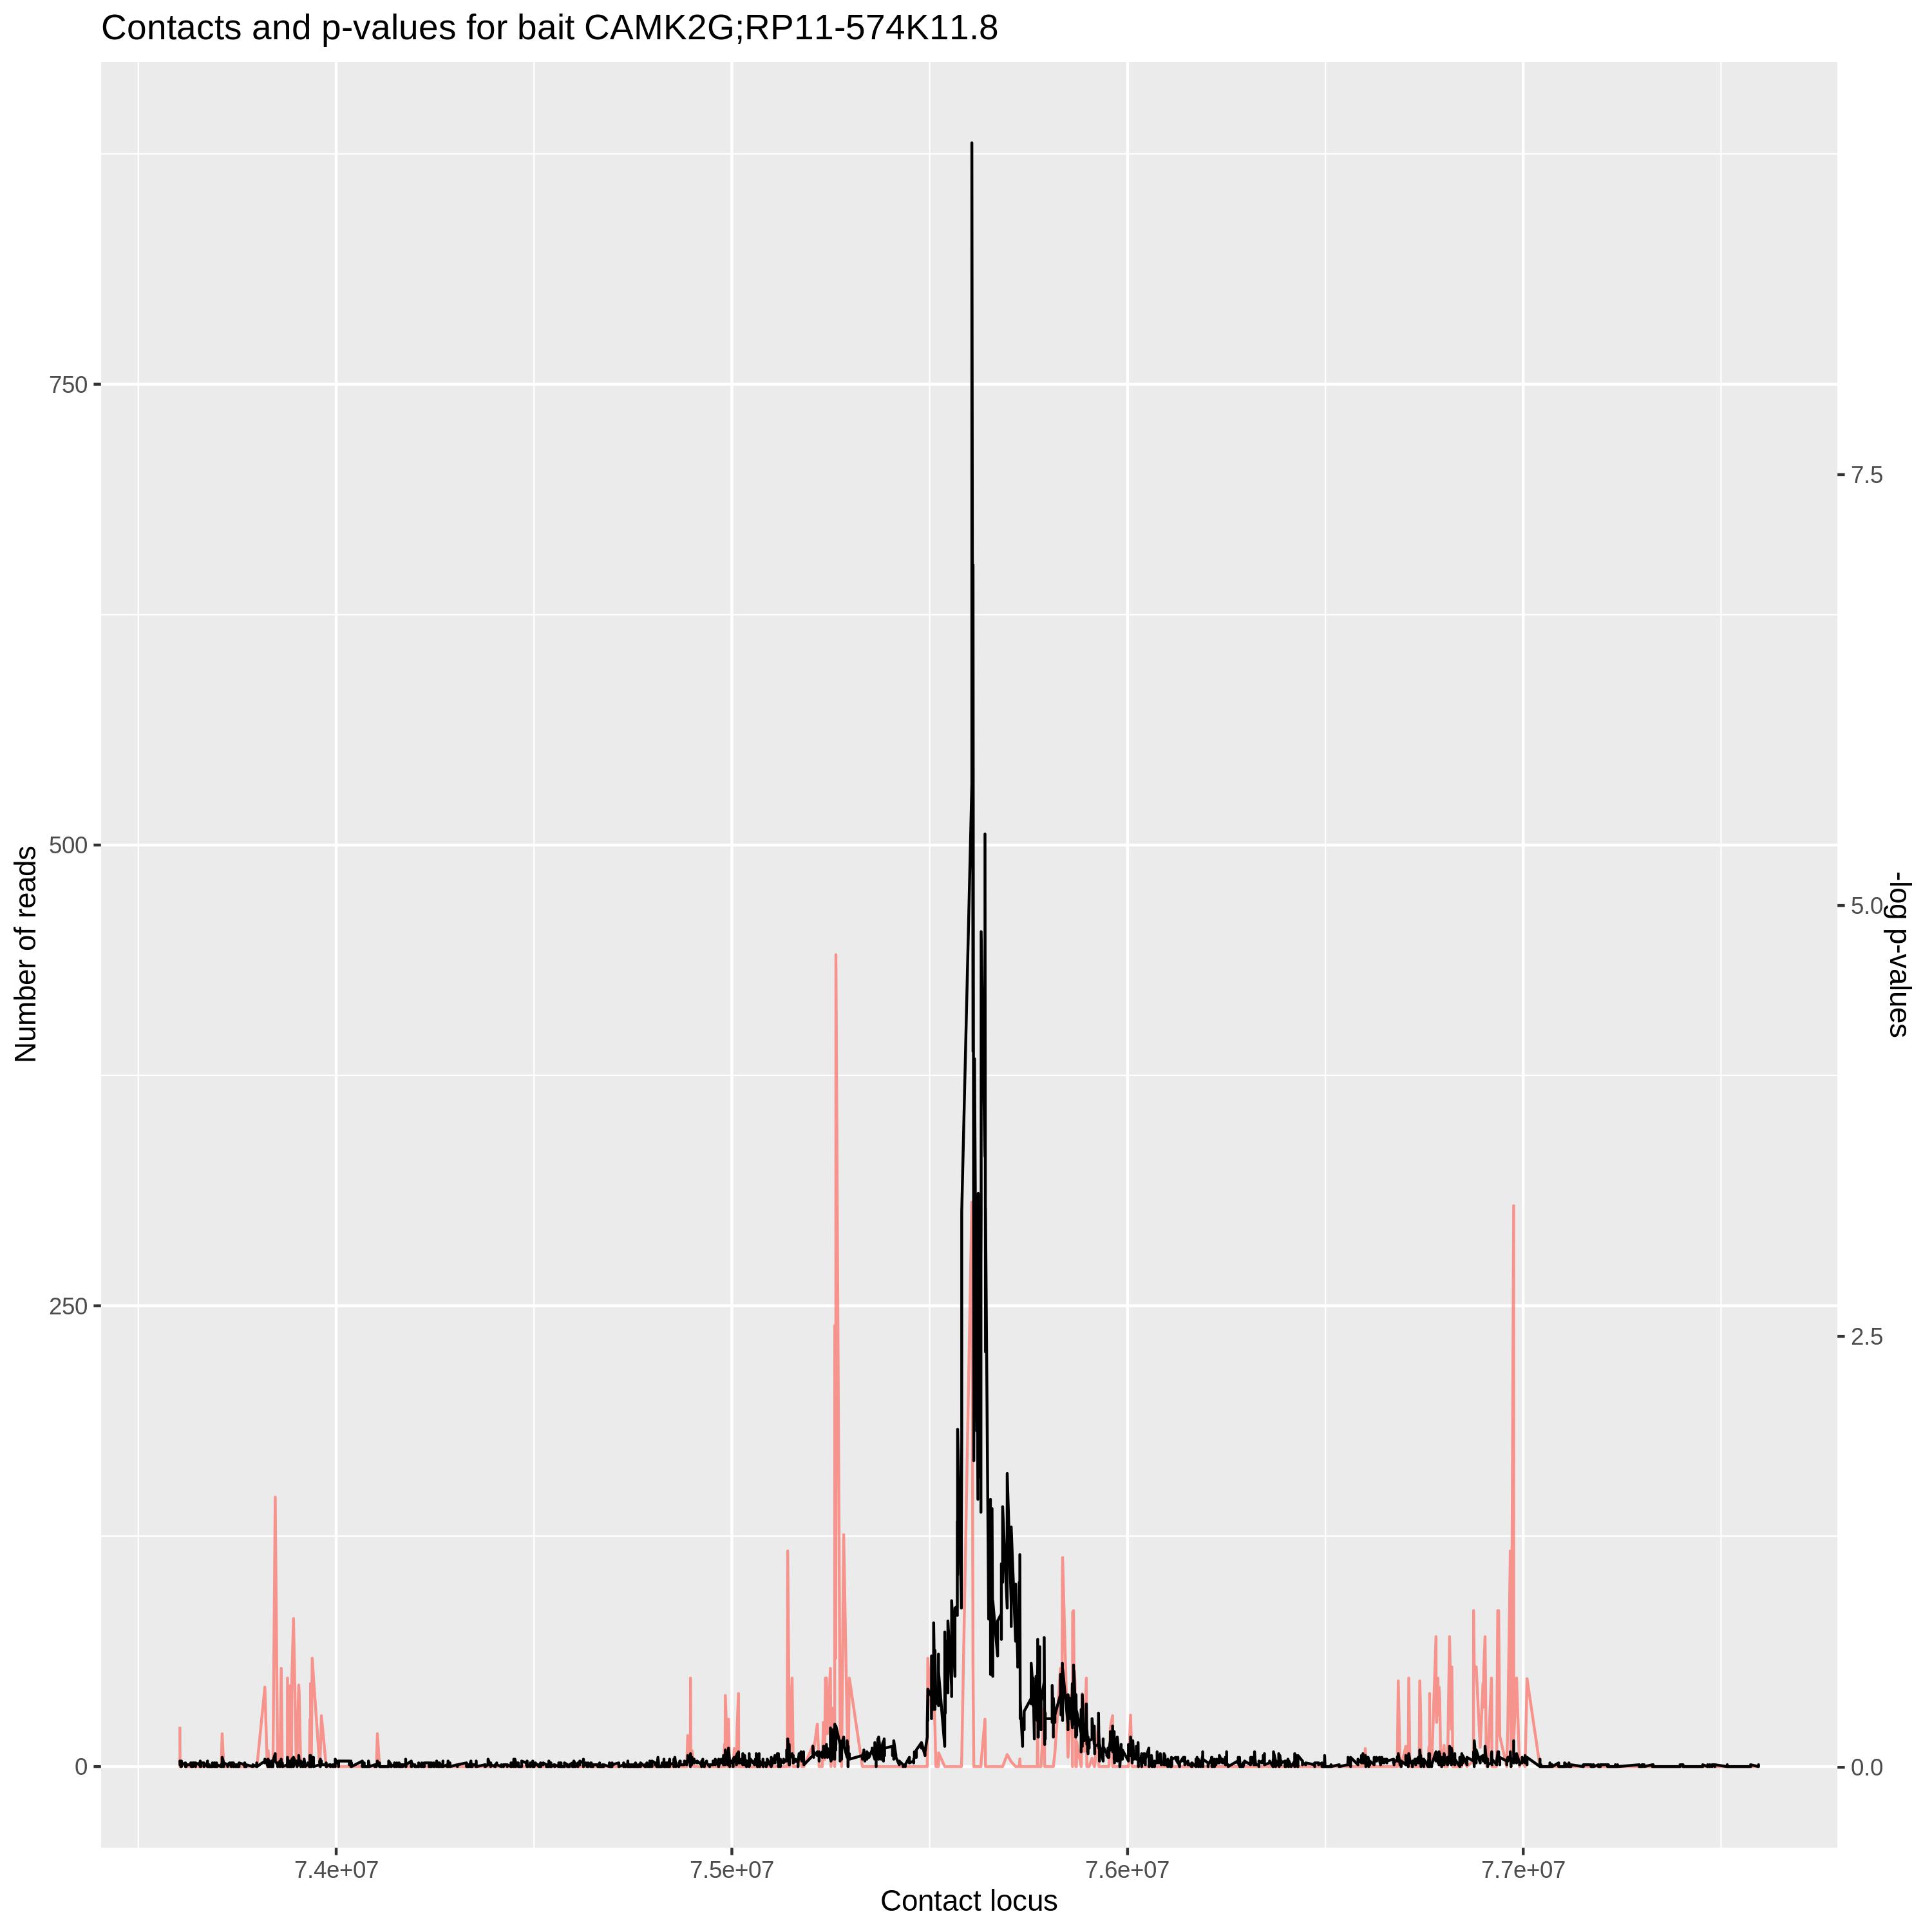 Contacts and p-values for bait CAMK2G;RP11-574K11.8
Number of reads
750
500
250
0
7.5
5.0
2.5
0.0
-log p-values
7.4e+07
7.5e+07
7.6e+07
7.7e+07
Contact locus